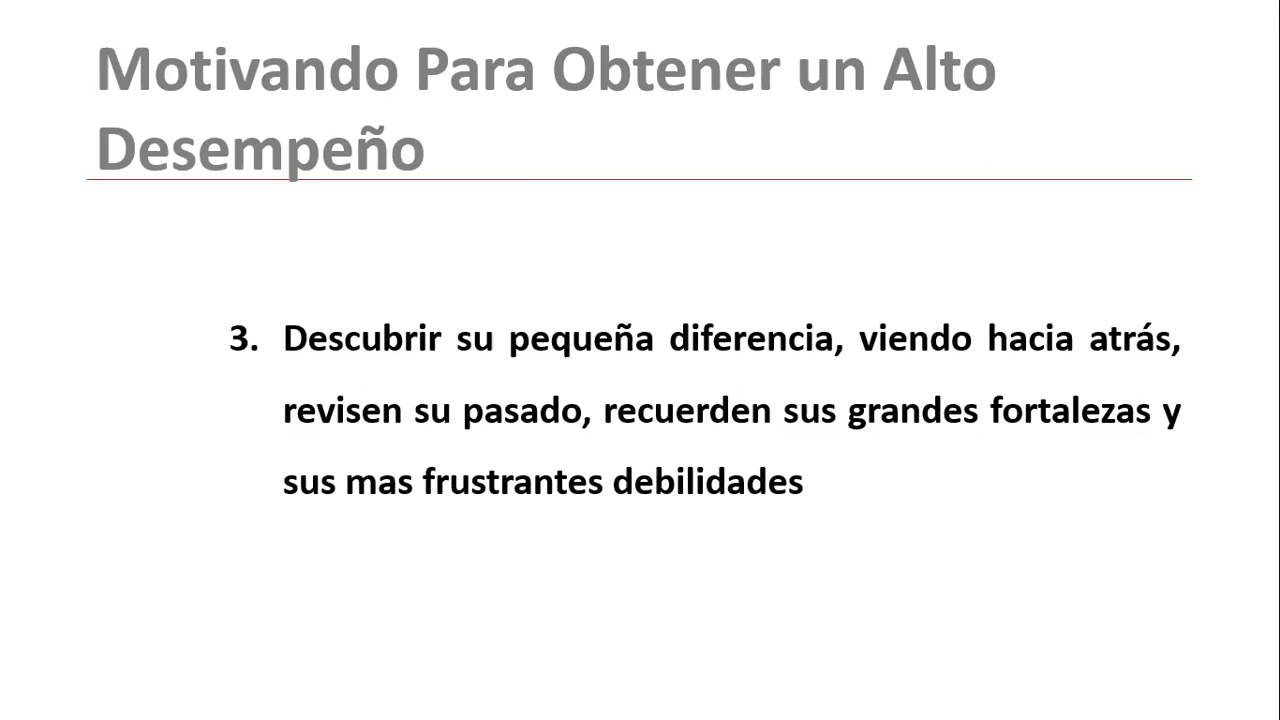 Motivando Para Obtener un Alto
Desempeño
3. Descubrir su pequeña diferencia, viendo hacia atrás,
revisen su pasado, recuerden sus grandes fortalezas y
sus mas frustrantes debilidades